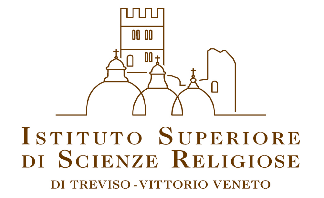 ISTITUTO SUPERIORE
DI SCIENZE RELIGIOSE
DI TREVISO - VITTORIO VENETO